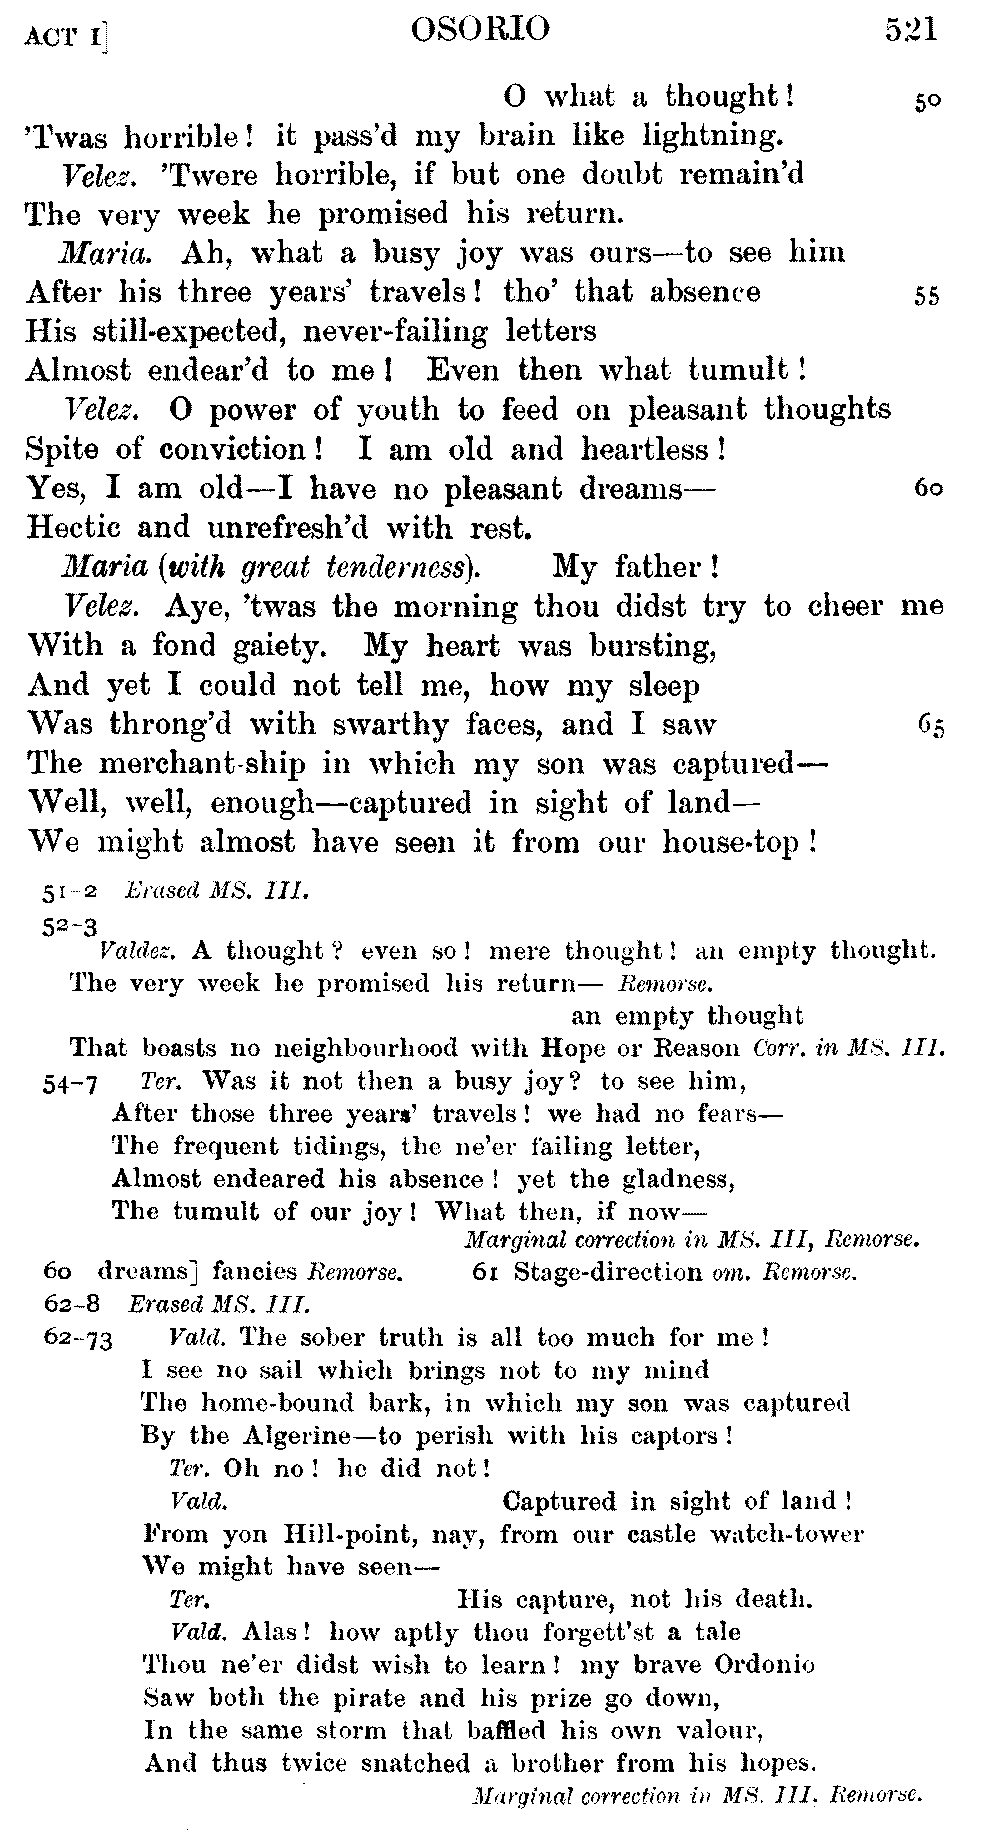 ACT I] OSORIO 521
O what a thought! 50
'Twas horrible! it pass'd my brain like lightning.
Velez. 'Twere horrible, if but one doubt remain'd
The very week he promised his return.
Maria. Ah, what a busy joy was ours—to see him
After his three years' travels! tho' that absence 55
His still-expected, never-failing letters
Almost endear'd to me! Even then what tumult!
Velez. O power of youth to feed on pleasant thoughts
Spite of conviction! I am old and heartless!
Yes, I am old—I have no pleasant dreams— 60
Hectic and unrefresh'd with rest.
Maria (with great tenderness). My father!
Velez. Aye, 'twas the morning thou didst try to cheer me
With a fond gaiety. My heart was bursting,
And yet I could not tell me, how my sleep
Was throng'd with swarthy faces, and I saw 65
The merchant-ship in which my son was captured—
Well, well, enough—captured in sight of land—
We might almost have seen it from our house-top!
51-2 Erased MS. III.
52-3
Valdez. A thought? even so! mere thought! an empty thought.
The very week he promised his return— Remorse.
an empty thought
That boasts no neighbourhood with Hope or Reason Corr. in MS. III.
54-7 Ter. Was it not then a busy joy? to see him,
After those three years' travels! we had no fears—
The frequent tidings, the ne'er failing letter,
Almost endeared his absence! yet the gladness,
The tumult of our joy! What then, if now—
Marginal correction in MS. III, Remorse.
60 dreams] fancies Remorse. 61 Stage-direction om. Remorse.
62-8 Erased MS. III.
62-73 Vald. The sober truth is all too much for me!
I see no sail which brings not to my mind
The home-bound bark, in which my son was captured
By the Algerine—to perish with his captors!
Ter. Oh no! he did not!
Vald. Captured in sight of land!
From yon Hill-point, nay, from our castle watch-tower
We might have seen—
Ter. His capture, not his death.
Vald. Alas! how aptly thou forgett'st a tale
Thou ne'er didst wish to learn! my brave Ordonio
Saw both the pirate and his prize go down,
In the same storm that baffled his own valour,
And thus twice snatched a brother from his hopes.
Marginal correction in MS. III. Remorse.